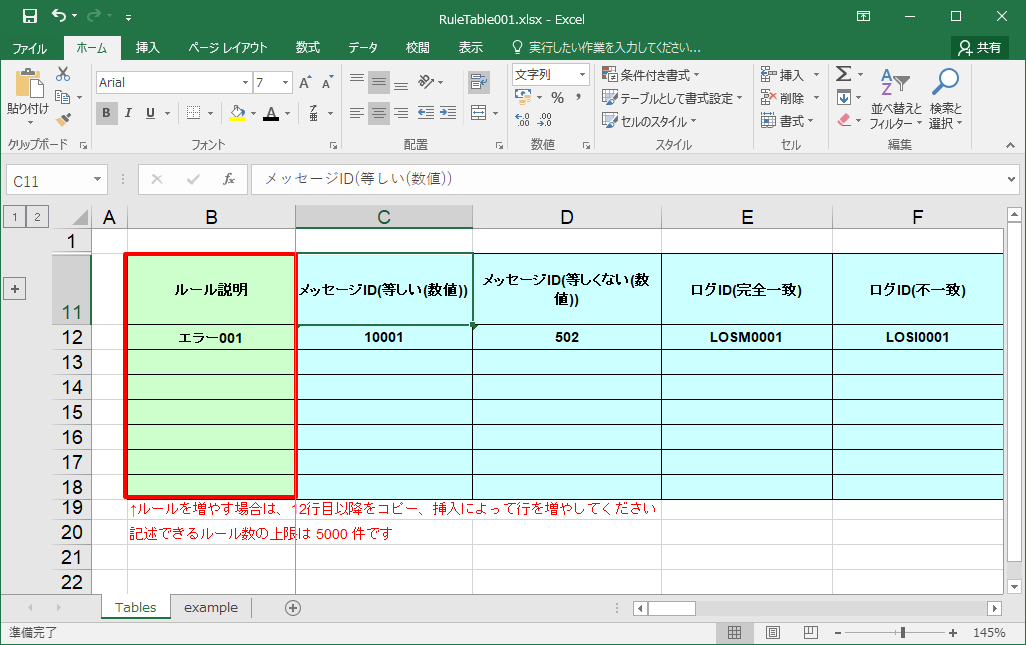 RuleTable001.xlsx - Excel
ファイル ホーム 挿入 ページ レイアウト 数式 データ 校閲 表示 実行したい作業を入力してください... 共有
Arial 7 A A 文字列 条件付き書式 挿入 Σ
貼り付け B I U A % , テーブルとして書式設定 削除 並べ替えと 検索と
セルのスタイル 書式 フィルター 選択
クリップボード フォント 配置 数値 スタイル セル 編集
C11 fx メッセージID(等しい(数値))
1 2 A B C D E F
1
11 ルール説明 メッセージID(等しい(数値)) メッセージID(等しくない(数 ログID(完全一致) ログID(不一致)
値))
12 エラー001 10001 502 LOSM0001 LOSI0001
13
14
15
16
17
18
19 ↑ルールを増やす場合は、12行目以降をコピー、挿入によって行を増やしてください
20 記述できるルール数の上限は 5000 件です
21
22
Tables example
準備完了 145%